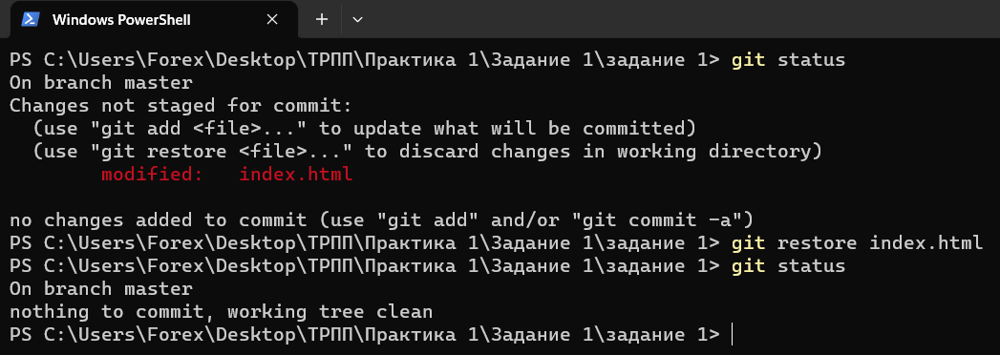 Windows PowerShell
PS C:\Users\Forex\Desktop\ТРПП\Практика 1\Задание 1\задание 1> git status
On branch master
Changes not staged for commit:
  (use "git add <file>..." to update what will be committed)
  (use "git restore <file>..." to discard changes in working directory)
        modified:   index.html

no changes added to commit (use "git add" and/or "git commit -a")
PS C:\Users\Forex\Desktop\ТРПП\Практика 1\Задание 1\задание 1> git restore index.html
PS C:\Users\Forex\Desktop\ТРПП\Практика 1\Задание 1\задание 1> git status
On branch master
nothing to commit, working tree clean
PS C:\Users\Forex\Desktop\ТРПП\Практика 1\Задание 1\задание 1>